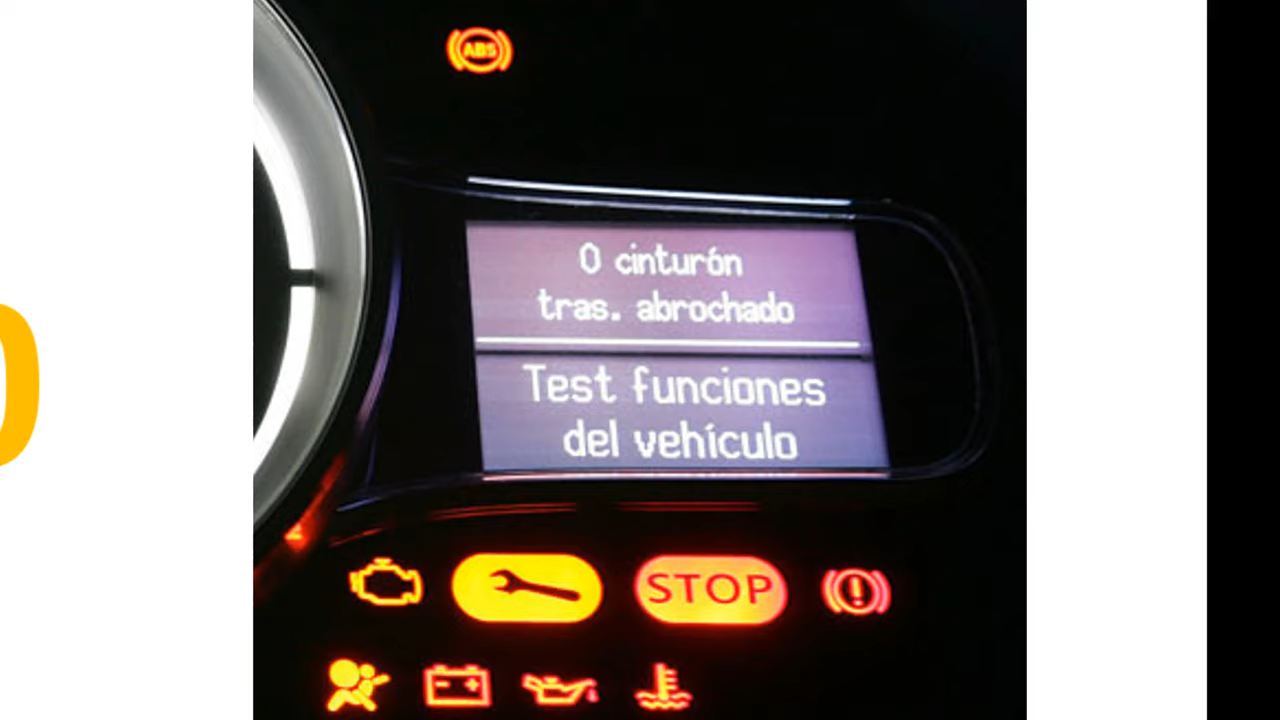 ABS
0 cinturón
tras. abrochado
Test funciones
del vehículo
STOP